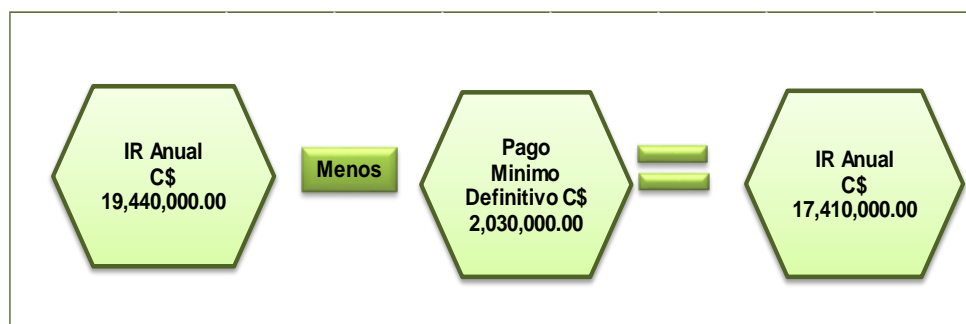 IR Anual
C$
19,440,000.00
Menos
Pago
Minimo
Definitivo C$
2,030,000.00
IR Anual
C$
17,410,000.00